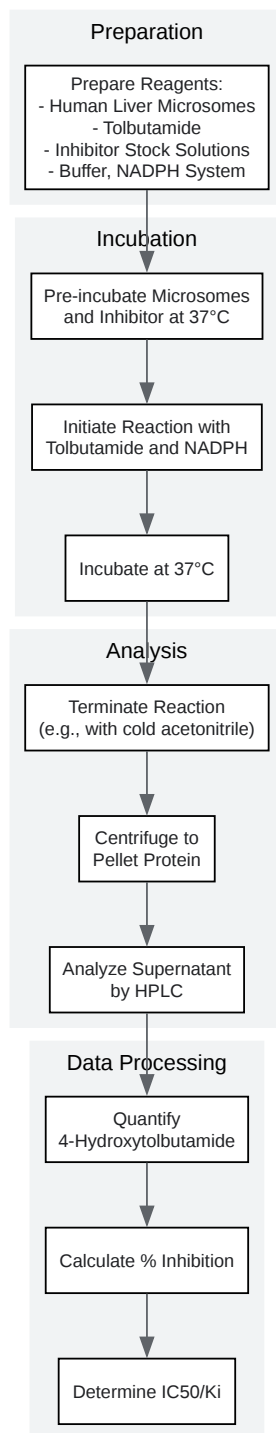 Preparation
Prepare Reagents:
- Human Liver Microsomes
- Tolbutamide
- Inhibitor Stock Solutions
- Buffer, NADPH System
Incubation
Pre-incubate Microsomes
and Inhibitor at 37°C
Initiate Reaction with
Tolbutamide and NADPH
Incubate at 37°C
Analysis
Terminate Reaction
(e.g., with cold acetonitrile)
Centrifuge to
Pellet Protein
Analyze Supernatant
by HPLC
Data Processing
Quantify
4-Hydroxytolbutamide
Calculate % Inhibition
Determine IC50/Ki